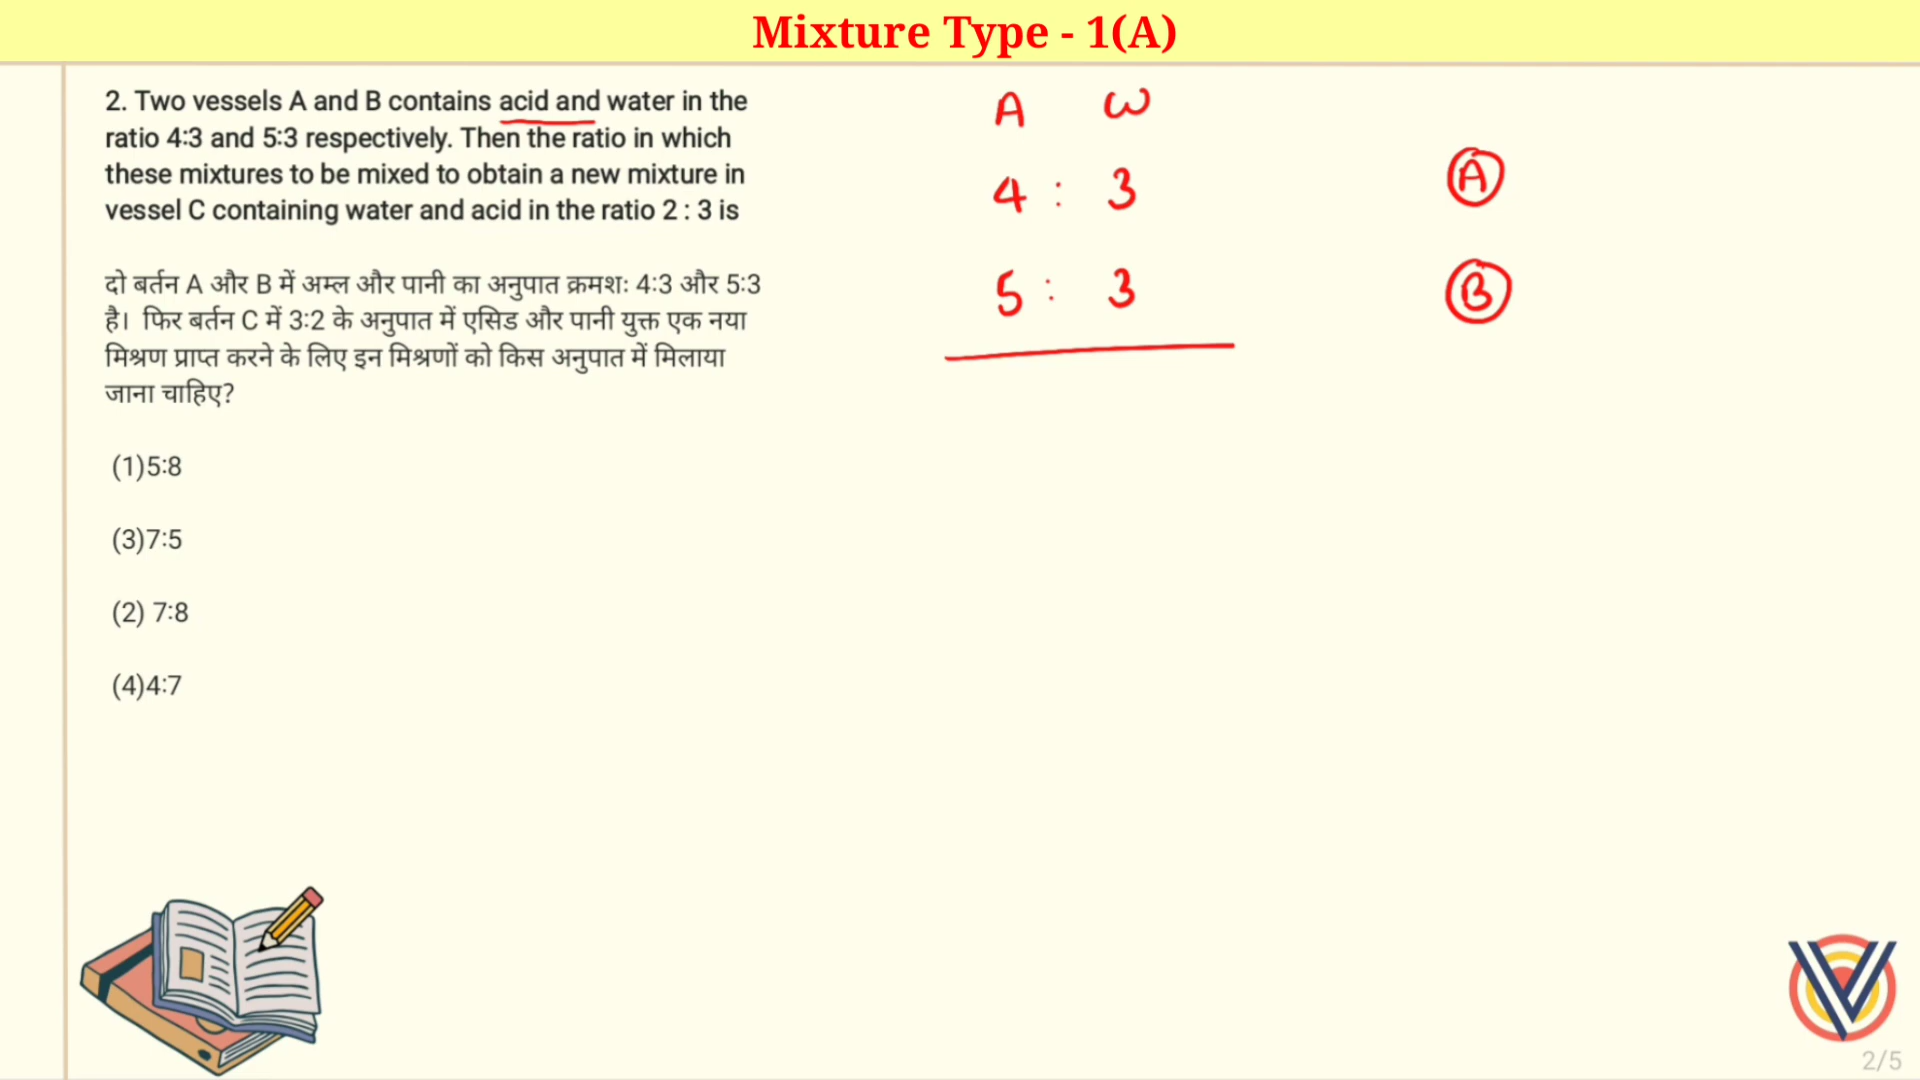 Mixture Type - 1(A)
2. Two vessels A and B contains acid and water in the
ratio 4:3 and 5:3 respectively. Then the ratio in which
these mixtures to be mixed to obtain a new mixture in
vessel C containing water and acid in the ratio 2 : 3 is
दो बर्तन A और B में अम्ल और पानी का अनुपात क्रमशः 4:3 और 5:3
है। फिर बर्तन C में 3:2 के अनुपात में एसिड और पानी युक्त एक नया
मिश्रण प्राप्त करने के लिए इन मिश्रणों को किस अनुपात में मिलाया
जाना चाहिए?
(1)5:8
(3)7:5
(2) 7:8
(4)4:7
A W
4 : 3
5 : 3
A
B
2/5